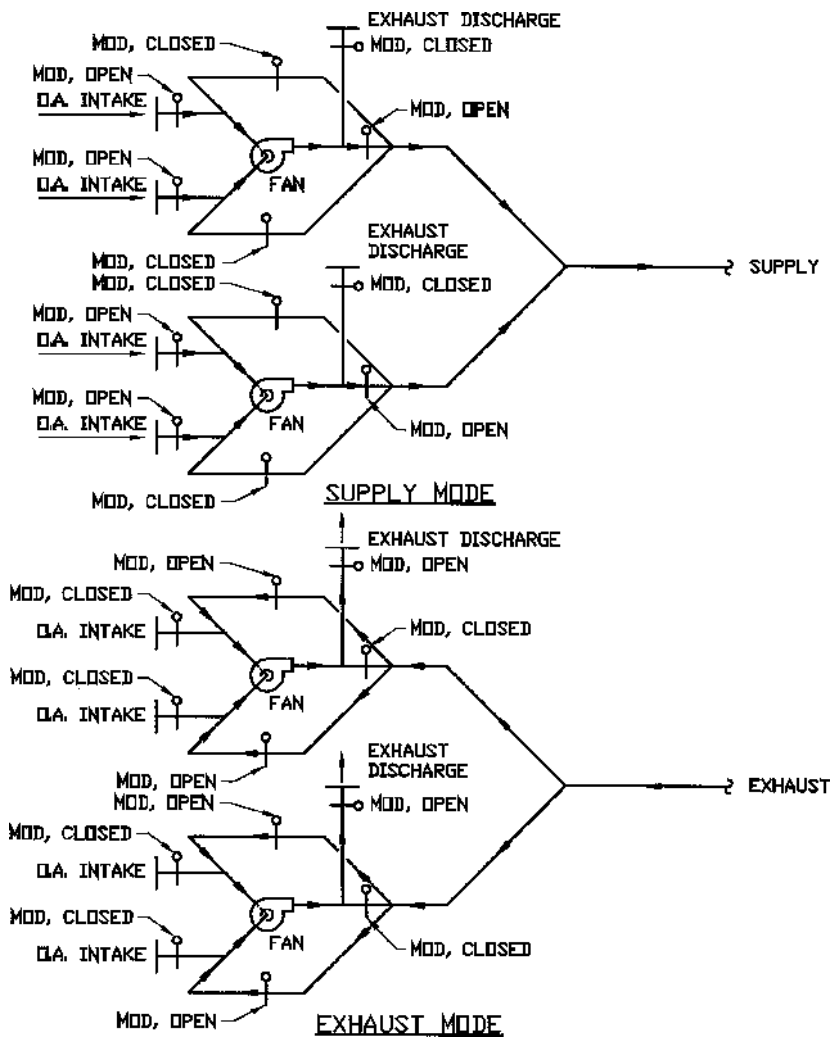 EXHAUST DISCHARGE
MOD, CLOSED
MOD, CLOSED
MOD, OPEN
O.A. INTAKE
MOD, OPEN
MOD, OPEN
O.A. INTAKE
FAN
MOD, CLOSED
EXHAUST
DISCHARGE
SUPPLY
MOD, CLOSED
MOD, CLOSED
MOD, OPEN
O.A. INTAKE
MOD, OPEN
O.A. INTAKE
FAN
MOD, OPEN
MOD, CLOSED
SUPPLY MODE
EXHAUST DISCHARGE
MOD, OPEN
MOD, OPEN
MOD, CLOSED
O.A. INTAKE
MOD, CLOSED
MOD, CLOSED
O.A. INTAKE
FAN
MOD, OPEN
EXHAUST
DISCHARGE
EXHAUST
MOD, OPEN
MOD, OPEN
MOD, CLOSED
O.A. INTAKE
MOD, CLOSED
O.A. INTAKE
FAN
MOD, CLOSED
MOD, OPEN
EXHAUST MODE